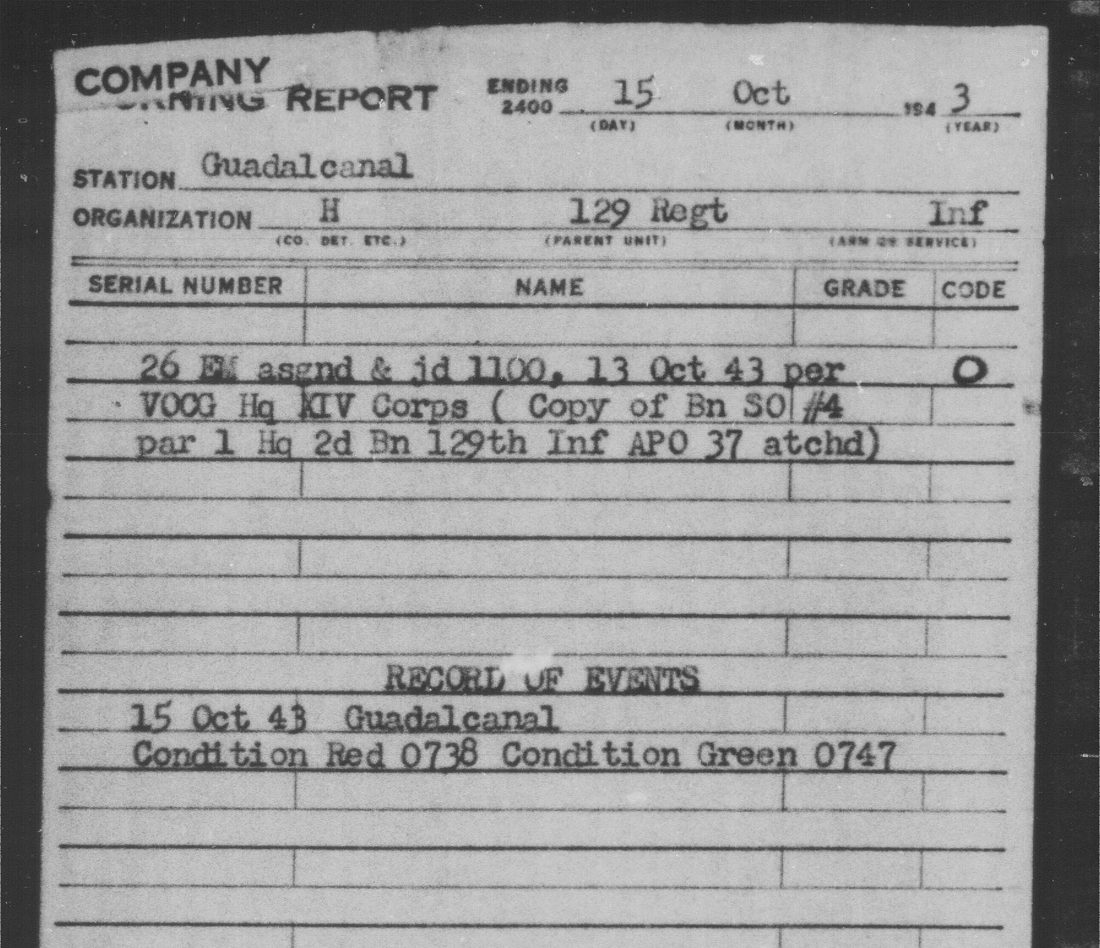 COMPANY
MORNING REPORT ENDING 2400 15 Oct 194 3
(DAY) (MONTH) (YEAR)
STATION Guadalcanal
ORGANIZATION H 129 Regt Inf
(CO. DET. ETC.) (PARENT UNIT) (ARM OR SERVICE)
SERIAL NUMBER NAME GRADE CODE
26 EM asgnd & jd 1100, 13 Oct 43 per O
VOCG Hq XIV Corps ( Copy of Bn SO #4
par 1 Hq 2d Bn 129th Inf APO 37 atchd)
RECORD OF EVENTS
15 Oct 43 Guadalcanal
Condition Red 0738 Condition Green 0747